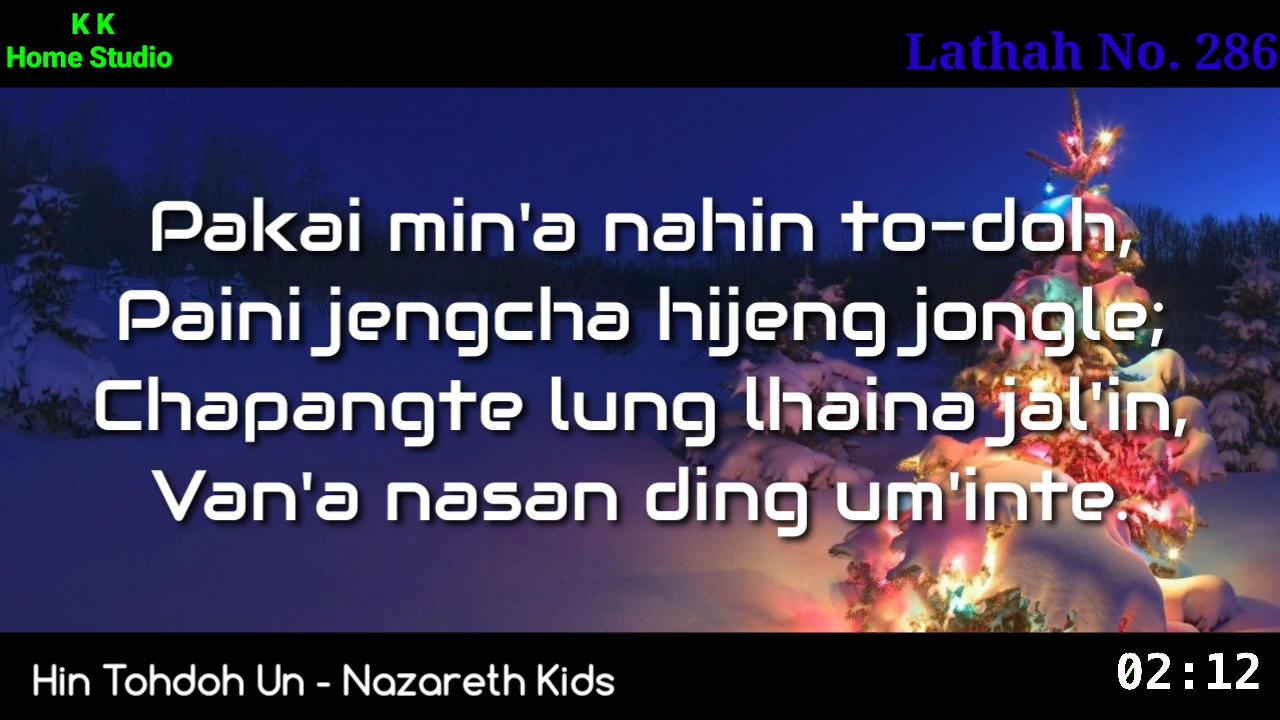 K K
Home Studio
Lathah No. 286
Pakai min'a nahin to-doh,
Paini jengcha hijeng jongle;
Chapangte lung lhaina jal'in,
Van'a nasan ding um'inte.
Hin Tohdoh Un - Nazareth Kids
02:12